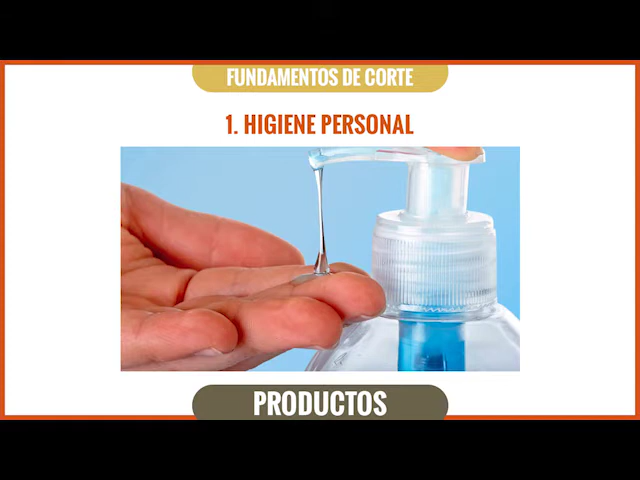 FUNDAMENTOS DE CORTE
1. HIGIENE PERSONAL
PRODUCTOS